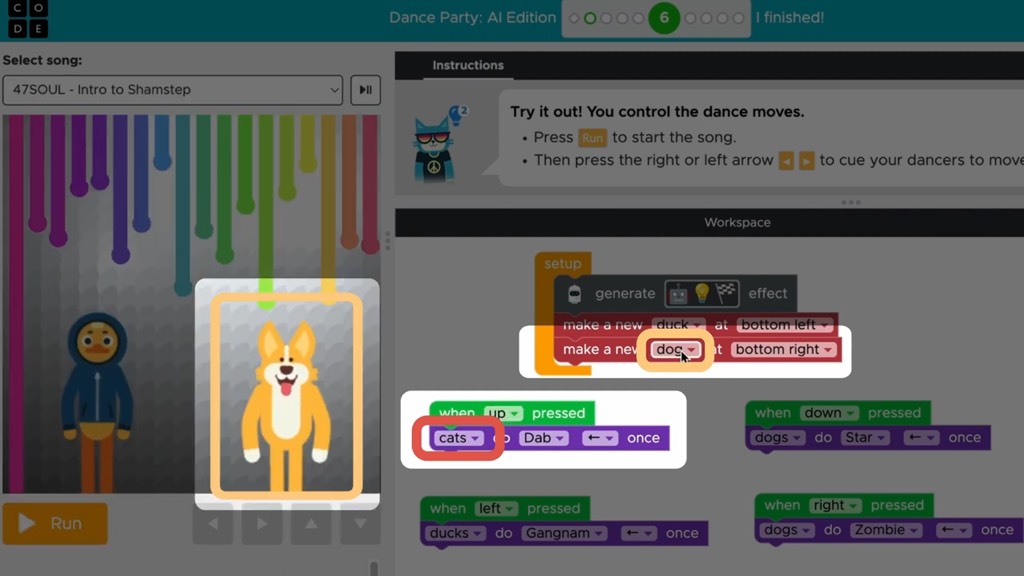 C O
D E
Dance Party: AI Edition
6
I finished!
Select song:
47SOUL - Intro to Shamstep
Instructions
2
Try it out! You control the dance moves.
• Press Run to start the song.
• Then press the right or left arrow to cue your dancers to move
Workspace
setup
generate effect
make a new duck at bottom left
make a new dog at bottom right
when up pressed
cats do Dab ← once
when down pressed
dogs do Star ← once
when left pressed
ducks do Gangnam ← once
when right pressed
dogs do Zombie ← once
Run